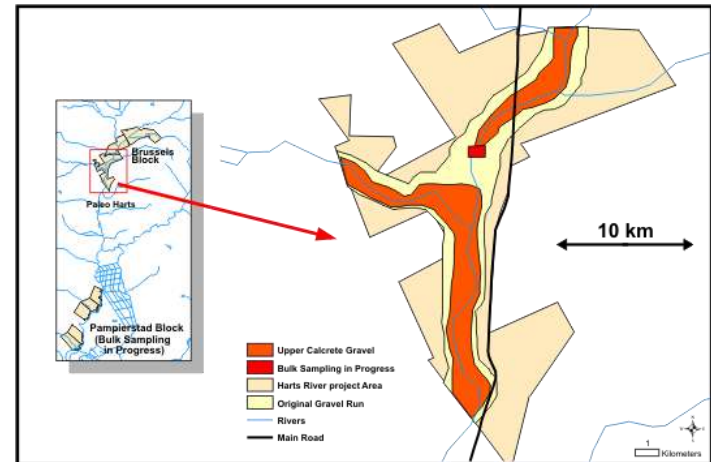 Brussels
Block
Paleo Harts
Pampierstad Block
(Bulk Sampling
in Progress)
10 km
Upper Calcrete Gravel
Bulk Sampling in Progress
Harts River project Area
Original Gravel Run
Rivers
Main Road
1
Kilometers